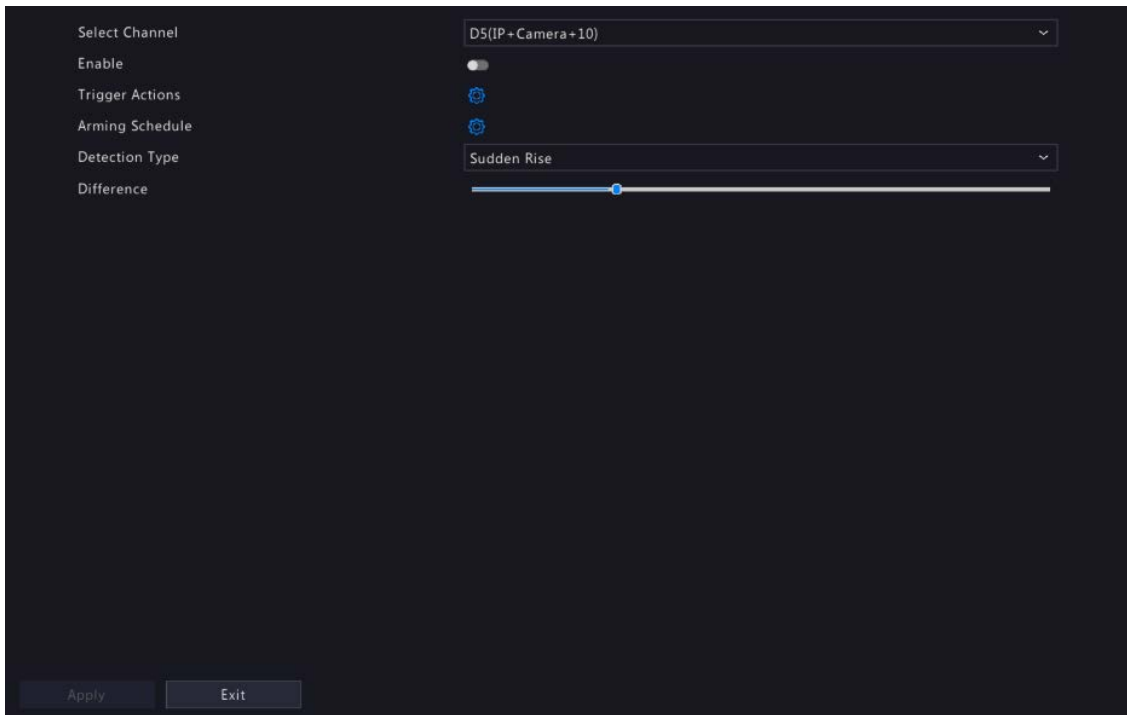 Select Channel D5(IP+Camera+10)
Enable
Trigger Actions
Arming Schedule
Detection Type Sudden Rise
Difference
Apply Exit